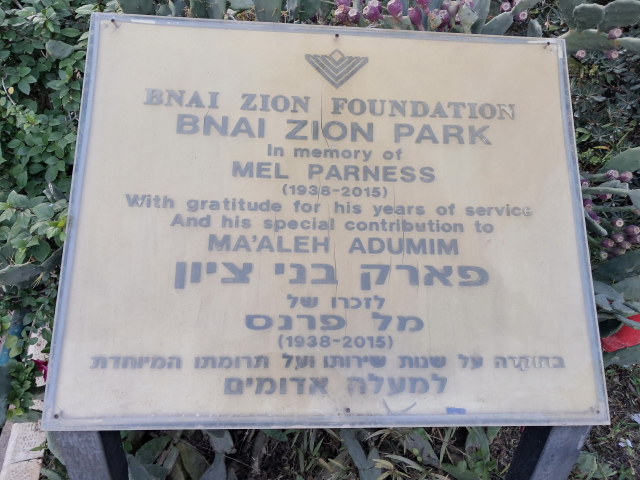 BNAI ZION FOUNDATION
BNAI ZION PARK
In memory of
MEL PARNESS
(1938-2015)
With gratitude for his years of service
And his special contribution to
MA'ALEH ADUMIM
פארק בני ציון
לזכרו של
מל פרנס
(1938-2015)
בהוקרה על שנות שירותו ועל תרומתו המיוחדת
למעלה אדומים